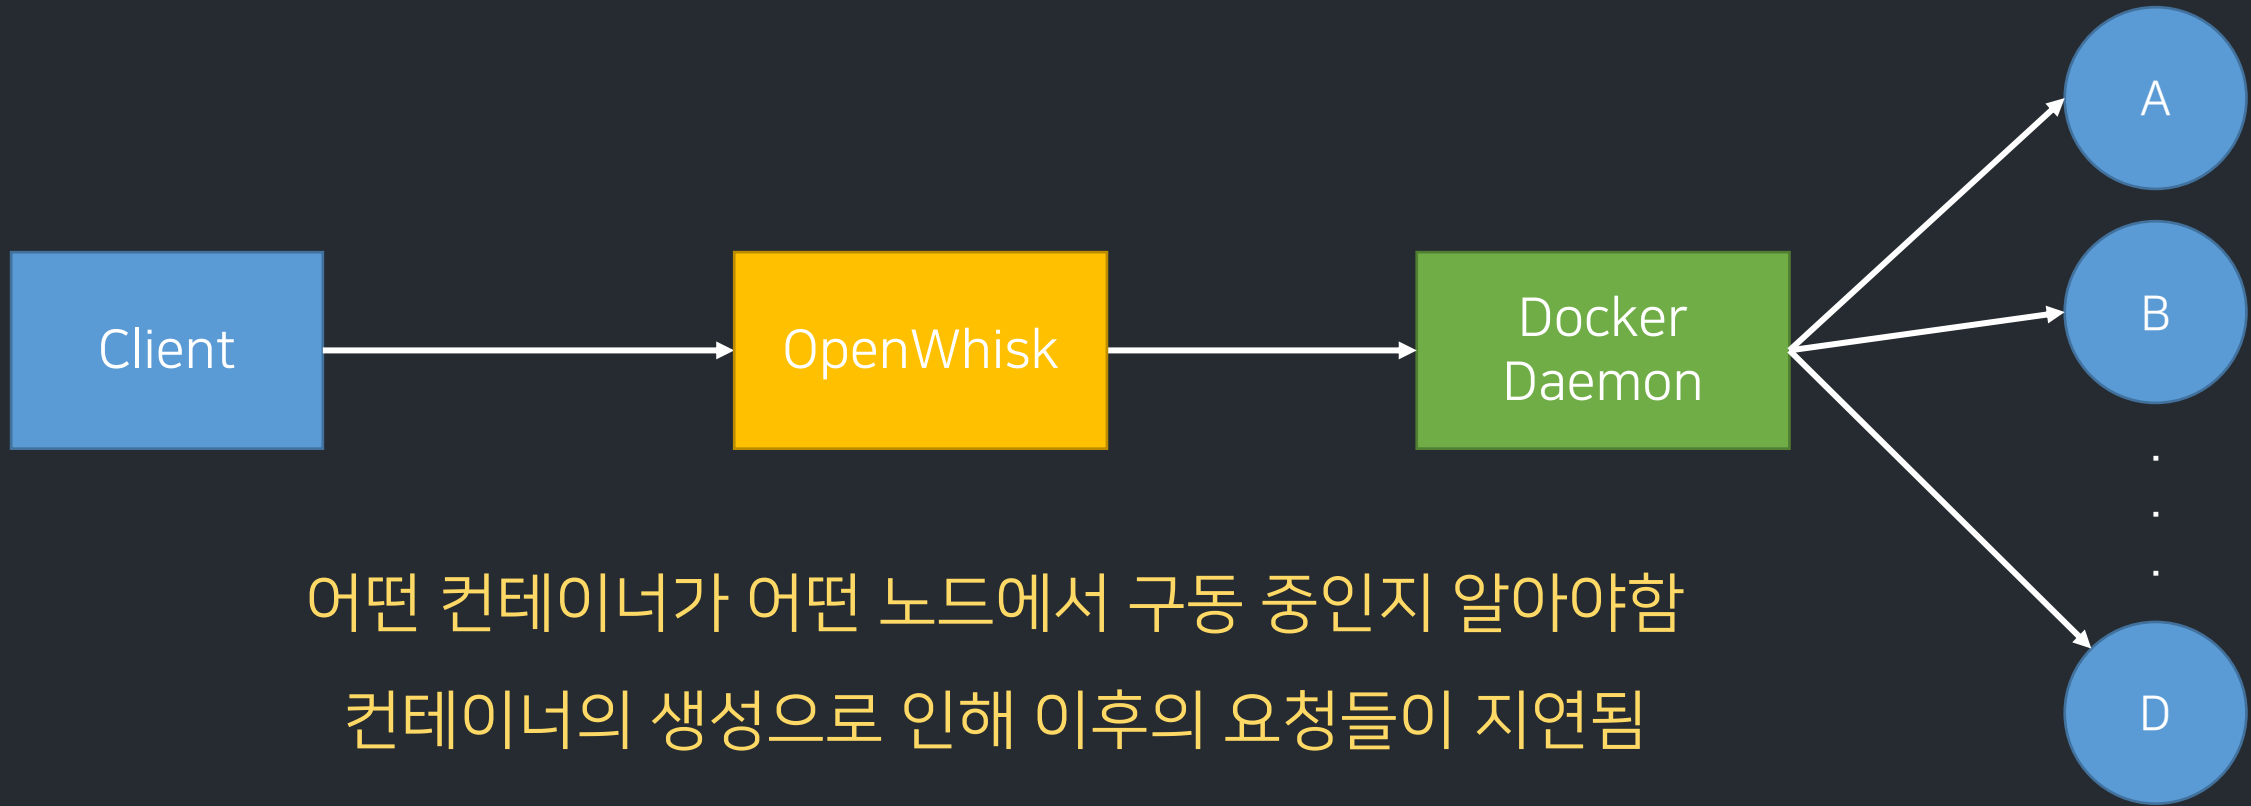 Client
OpenWhisk
Docker
Daemon
A
B
.
.
.
D
어떤 컨테이너가 어떤 노드에서 구동 중인지 알아야함
컨테이너의 생성으로 인해 이후의 요청들이 지연됨